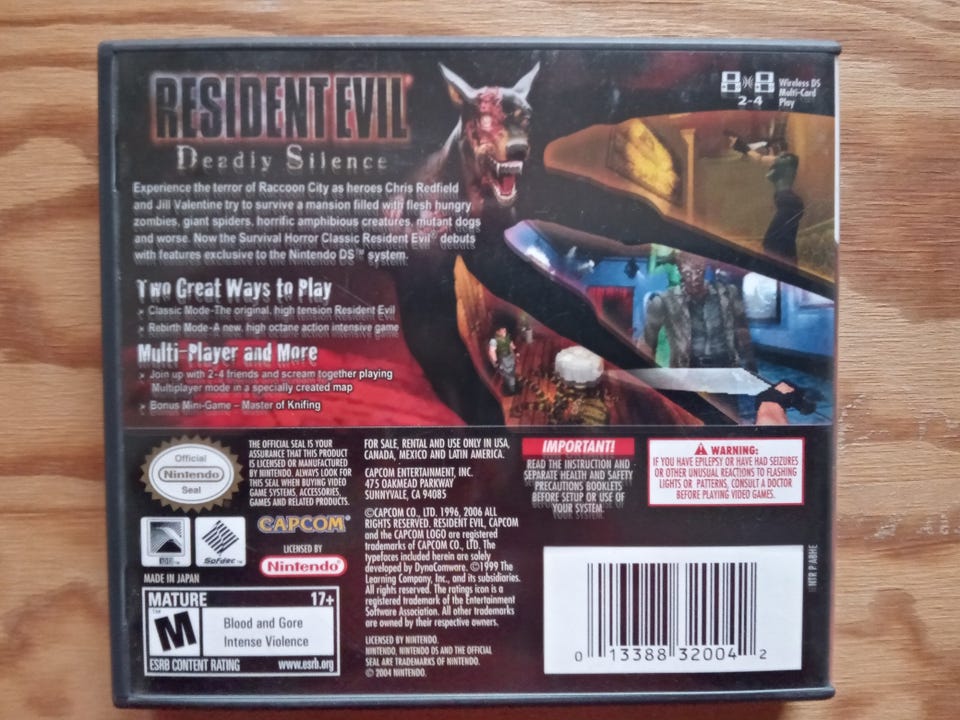 RESIDENT EVIL
Deadly Silence
8 8
2-4
Wireless DS
Multi-Card
Play
Experience the terror of Raccoon City as heroes Chris Redfield
and Jill Valentine try to survive a mansion filled with flesh hungry
zombies, giant spiders, horrific amphibious creatures, mutant dogs
and worse. Now the Survival Horror Classic Resident Evil® debuts
with features exclusive to the Nintendo DS™ system.
Two Great Ways to Play
Classic Mode-The original, high tension Resident Evil
Rebirth Mode-A new, high octane action intensive game
Multi-Player and More
Join up with 2-4 friends and scream together playing
Multiplayer mode in a specially created map
Bonus Mini-Game – Master of Knifing
Official
Nintendo
Seal
THE OFFICIAL SEAL IS YOUR
ASSURANCE THAT THIS PRODUCT
IS LICENSED OR MANUFACTURED
BY NINTENDO. ALWAYS LOOK FOR
THIS SEAL WHEN BUYING VIDEO
GAME SYSTEMS, ACCESSORIES,
GAMES AND RELATED PRODUCTS.
Sofdec™
CAPCOM®
LICENSED BY
Nintendo®
MADE IN JAPAN
MATURE 17+
M
Blood and Gore
Intense Violence
ESRB CONTENT RATING www.esrb.org
FOR SALE, RENTAL AND USE ONLY IN USA,
CANADA, MEXICO AND LATIN AMERICA.
CAPCOM ENTERTAINMENT, INC.
475 OAKMEAD PARKWAY
SUNNYVALE, CA 94085
©CAPCOM CO., LTD. 1996, 2006 ALL
RIGHTS RESERVED. RESIDENT EVIL, CAPCOM
and the CAPCOM LOGO are registered
trademarks of CAPCOM CO., LTD. The
typefaces included herein are solely
developed by DynaComware. ©1999 The
Learning Company, Inc., and its subsidiaries.
All rights reserved. The ratings icon is a
registered trademark of the Entertainment
Software Association. All other trademarks
are owned by their respective owners.
LICENSED BY NINTENDO.
NINTENDO, NINTENDO DS AND THE OFFICIAL
SEAL ARE TRADEMARKS OF NINTENDO.
© 2004 NINTENDO.
IMPORTANT!
READ THE INSTRUCTION AND
SEPARATE HEALTH AND SAFETY
PRECAUTIONS BOOKLETS
BEFORE SETUP OR USE OF
YOUR SYSTEM
WARNING:
IF YOU HAVE EPILEPSY OR HAVE HAD SEIZURES
OR OTHER UNUSUAL REACTIONS TO FLASHING
LIGHTS OR PATTERNS, CONSULT A DOCTOR
BEFORE PLAYING VIDEO GAMES.
NTR P ABHE
0 13388 32004 2